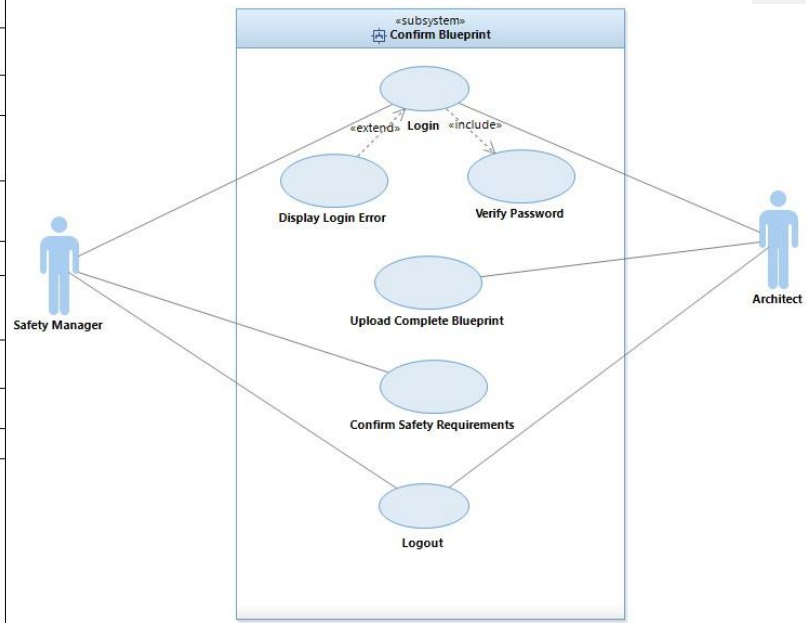 «subsystem»
Confirm Blueprint
«extend» Login «include»
Display Login Error
Verify Password
Safety Manager
Architect
Upload Complete Blueprint
Confirm Safety Requirements
Logout